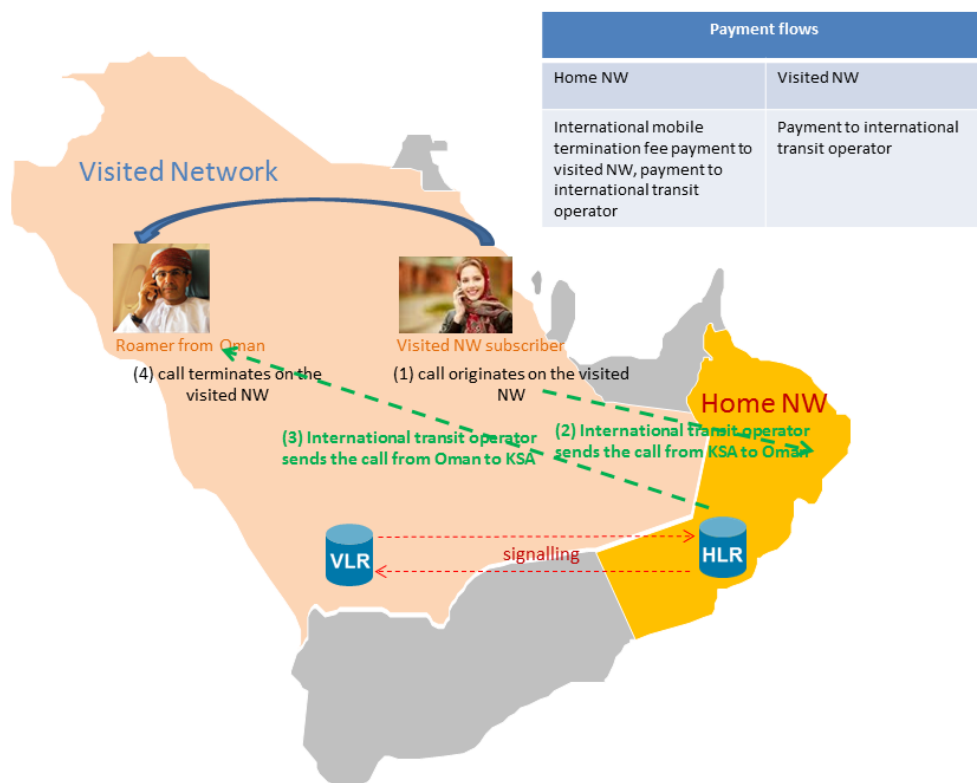 Payment flows
Home NW
Visited NW
International mobile
termination fee payment to
visited NW, payment to
international transit
operator
Payment to international
transit operator
Visited Network
Roamer from Oman
Visited NW subscriber
(4) call terminates on the
visited NW
(1) call originates on the visited
NW
Home NW
(3) International transit operator
sends the call from Oman to KSA
(2) International transit operator
sends the call from KSA to Oman
VLR
signalling
HLR